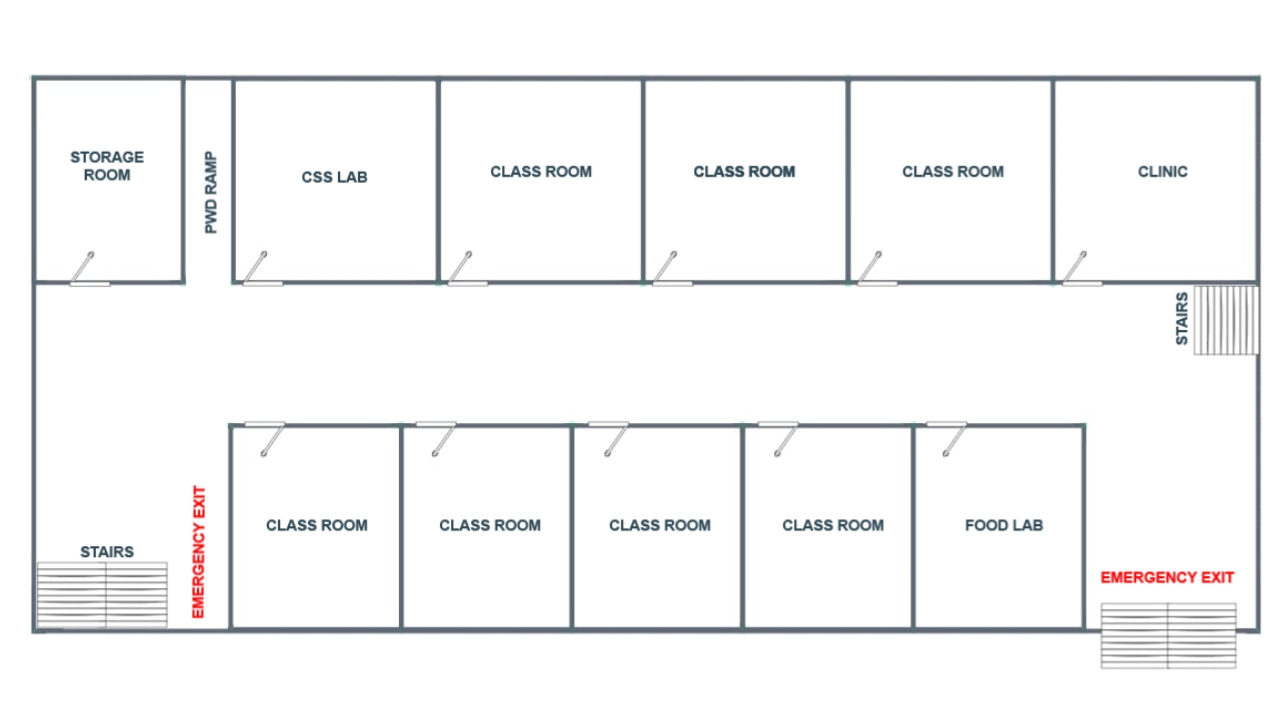 STORAGE
ROOM
PWD RAMP
CSS LAB
CLASS ROOM
CLASS ROOM
CLASS ROOM
CLINIC
STAIRS
CLASS ROOM
CLASS ROOM
CLASS ROOM
CLASS ROOM
FOOD LAB
STAIRS
EMERGENCY EXIT
EMERGENCY EXIT